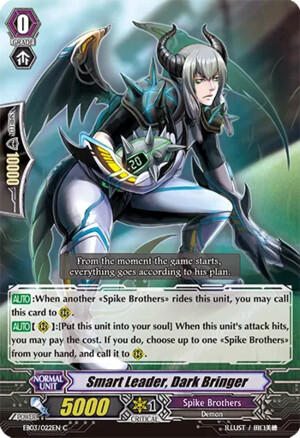 0
GRADE
10000
20
From the moment the game starts,
everything goes according to his plan.
AUTO:When another «Spike Brothers» rides this unit, you may call
this card to R.
AUTO:[1]:[Put this unit into your soul] When this unit's attack hits,
you may pay the cost. If you do, choose up to one «Spike Brothers»
from your hand, and call it to R.
NORMAL
UNIT
Smart Leader, Dark Bringer
POWER
5000
1
CRITICAL
Spike Brothers
Demon
EB03/022EN C
ILLUST / 田口美穂